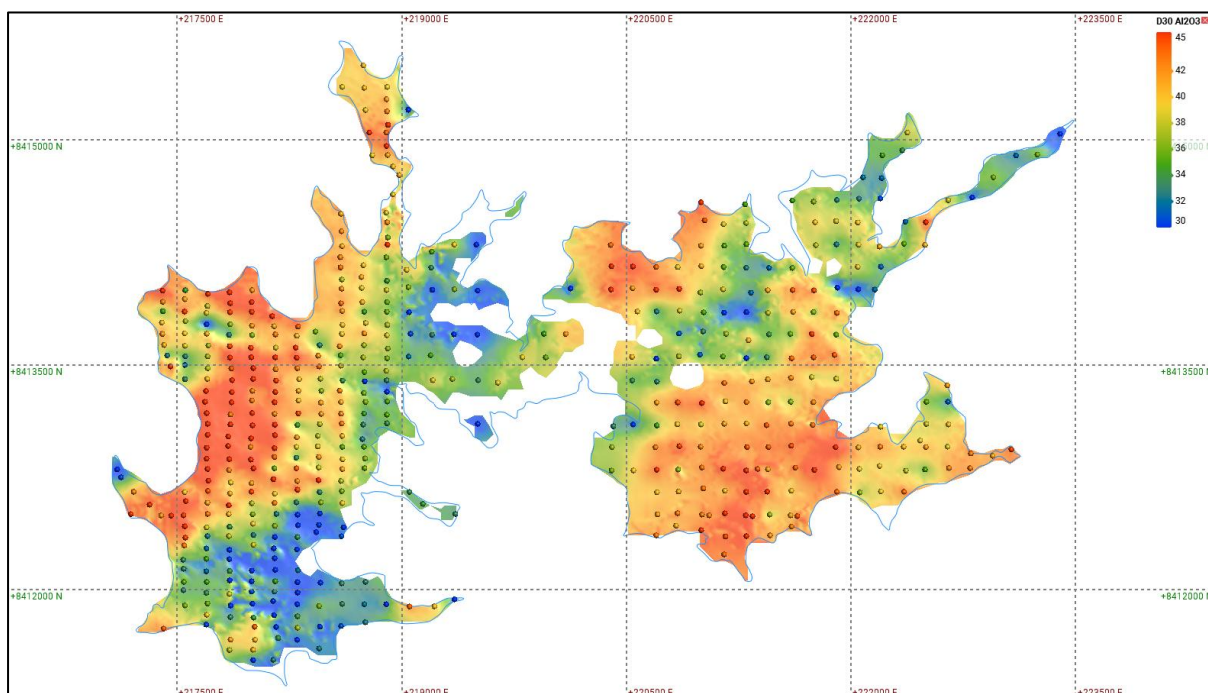 +217500 E
+219000 E
+220500 E
+222000 E
+223500 E
D30 Al2O3
45
42
40
38
36
34
32
30
+8415000 N
+8415000 N
+8413500 N
+8413500 N
+8412000 N
+8412000 N
+217500 E
+219000 E
+220500 E
+222000 E
+223500 E